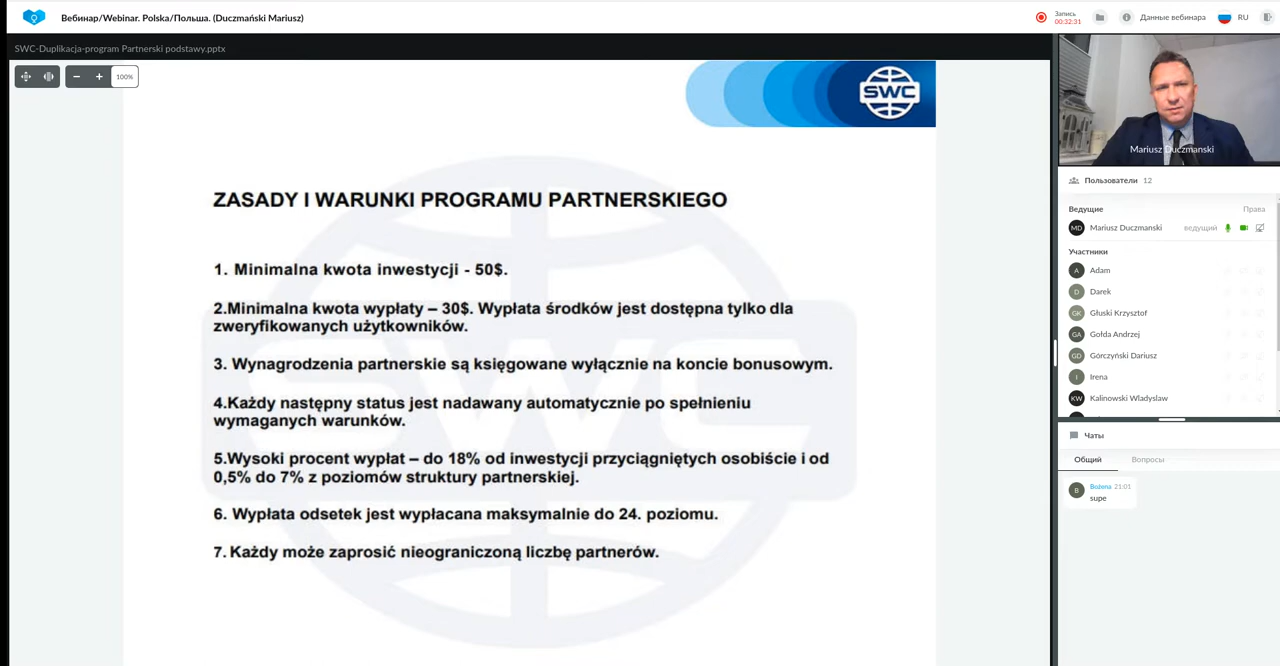 Вебинар/Webinar. Polska/Польша. (Duczmański Mariusz)
Запись
00:32:31
Данные вебинара
RU
SWC-Duplikacja-program Partnerski podstawy.pptx
100%
SWC
ZASADY I WARUNKI PROGRAMU PARTNERSKIEGO
1. Minimalna kwota inwestycji - 50$.
2.Minimalna kwota wypłaty – 30$. Wypłata środków jest dostępna tylko dla
zweryfikowanych użytkowników.
3. Wynagrodzenia partnerskie są księgowane wyłącznie na koncie bonusowym.
4.Każdy następny status jest nadawany automatycznie po spełnieniu
wymaganych warunków.
5.Wysoki procent wypłat – do 18% od inwestycji przyciągniętych osobiście i od
0,5% do 7% z poziomów struktury partnerskiej.
6. Wypłata odsetek jest wypłacana maksymalnie do 24. poziomu.
7. Każdy może zaprosić nieograniczoną liczbę partnerów.
Mariusz Duczmanski
Пользователи 12
Ведущие Права
MD Mariusz Duczmanski ведущий
Участники
A Adam
D Darek
GK Głuski Krzysztof
GA Gołda Andrzej
GD Górczyński Dariusz
I Irena
KW Kalinowski Wladyslaw
Чаты
Общий Вопросы
B Bożena 21:01
supe